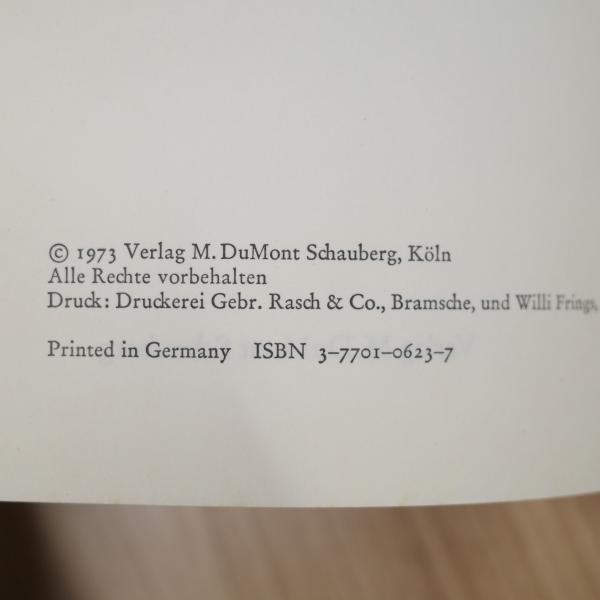 © 1973 Verlag M. DuMont Schauberg, Köln
Alle Rechte vorbehalten
Druck: Druckerei Gebr. Rasch & Co., Bramsche, und Willi Frings,
Printed in Germany ISBN 3–7701–0623–7